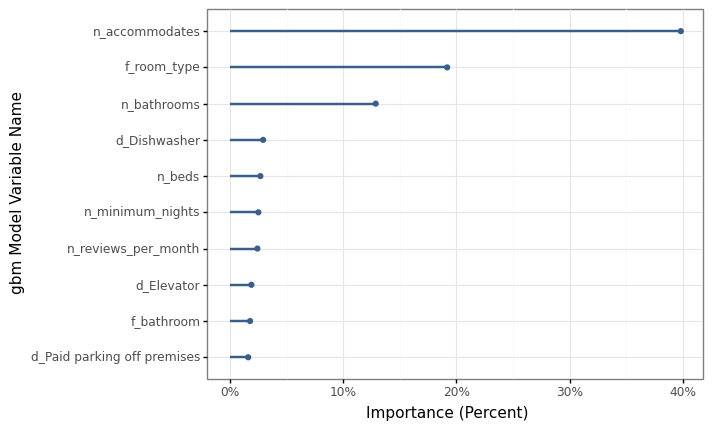 n_accommodates
f_room_type
n_bathrooms
d_Dishwasher
n_beds
n_minimum_nights
n_reviews_per_month
d_Elevator
f_bathroom
d_Paid parking off premises
gbm Model Variable Name
0% 10% 20% 30% 40%
Importance (Percent)